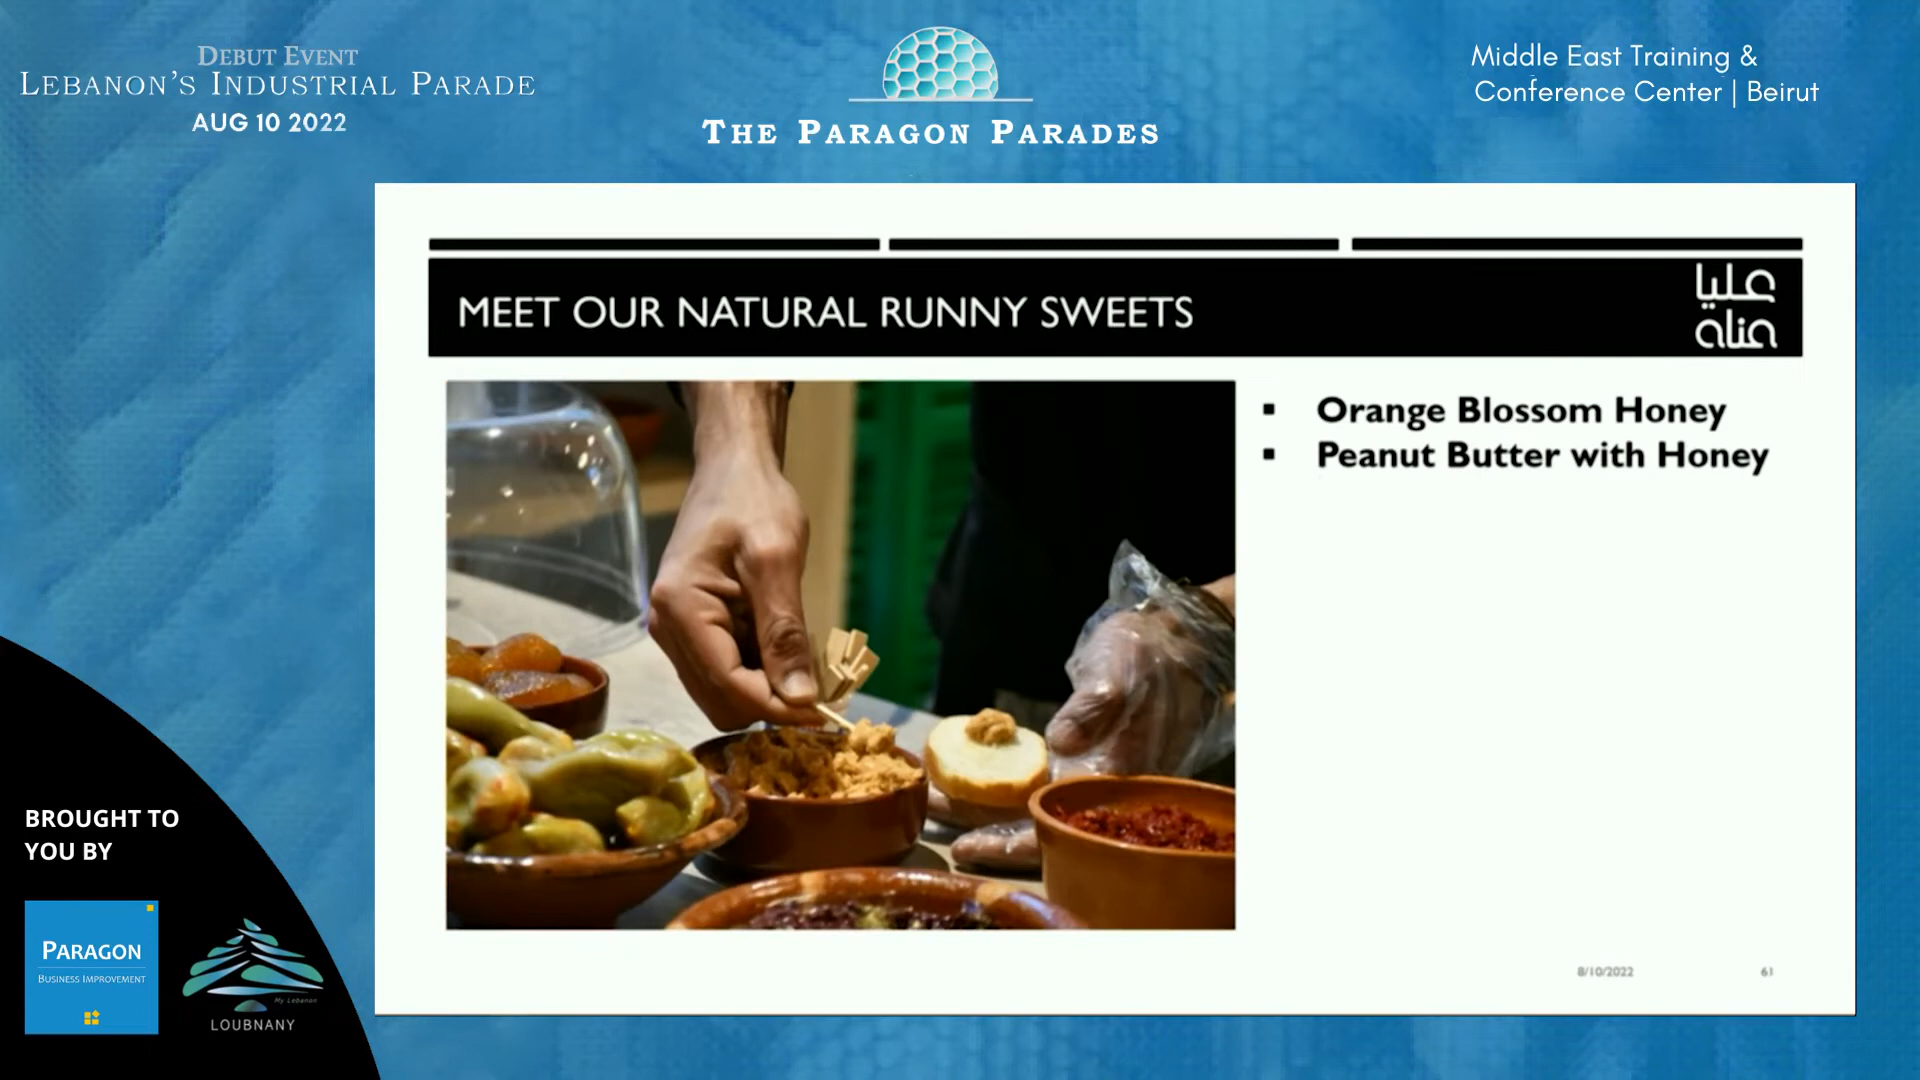 DEBUT EVENT
LEBANON'S INDUSTRIAL PARADE
AUG 10 2022
THE PARAGON PARADES
Middle East Training &
Conference Center | Beirut
MEET OUR NATURAL RUNNY SWEETS
عليا
alia
▪ Orange Blossom Honey
▪ Peanut Butter with Honey
8/10/2022
61
BROUGHT TO
YOU BY
PARAGON
BUSINESS IMPROVEMENT
My Lebanon
LOUBNANY